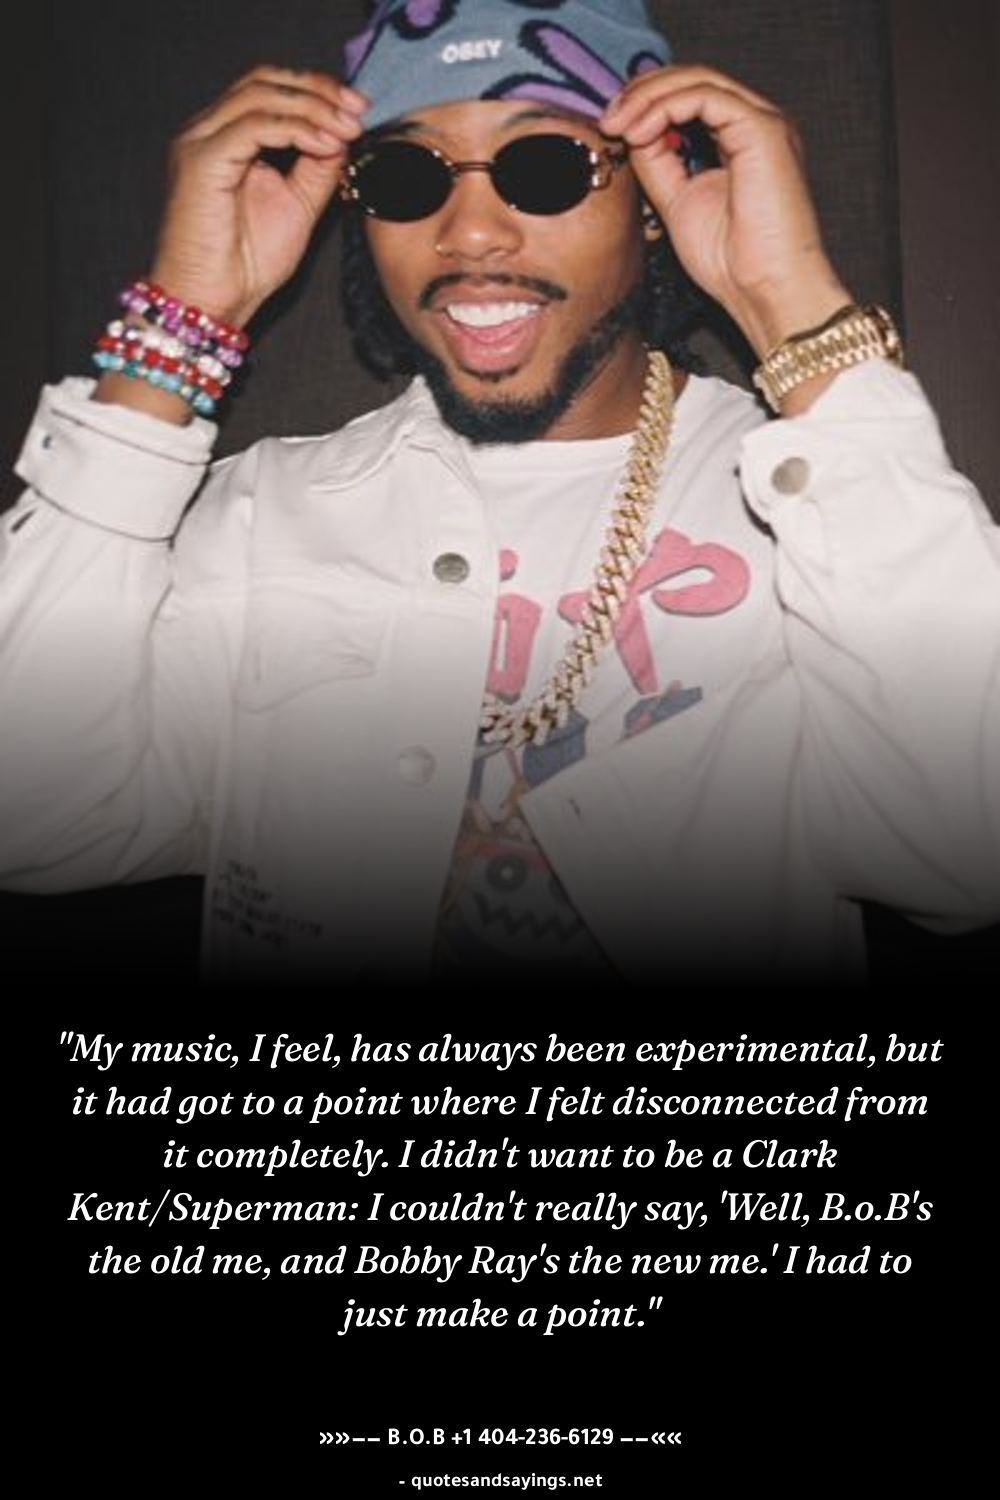 OBEY
"My music, I feel, has always been experimental, but
it had got to a point where I felt disconnected from
it completely. I didn't want to be a Clark
Kent/Superman: I couldn't really say, 'Well, B.o.B's
the old me, and Bobby Ray's the new me.' I had to
just make a point."
»»−− B.O.B +1 404-236-6129 −−««
- quotesandsayings.net